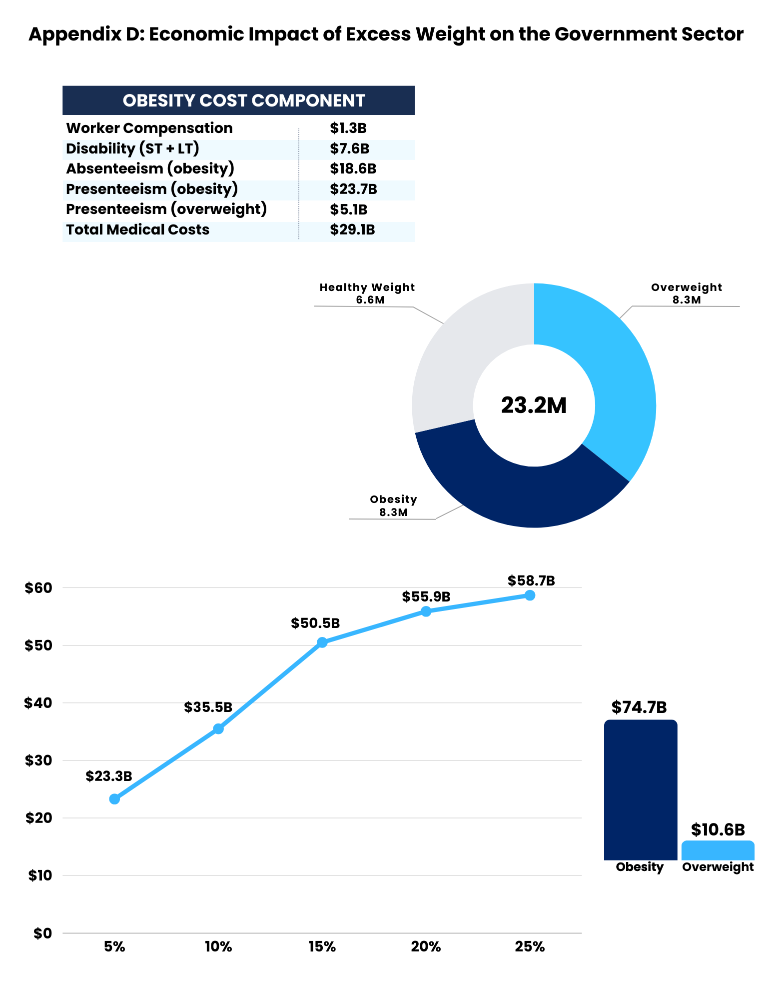 Appendix D: Economic Impact of Excess Weight on the Government Sector
OBESITY COST COMPONENT
Worker Compensation $1.3B
Disability (ST + LT) $7.6B
Absenteeism (obesity) $18.6B
Presenteeism (obesity) $23.7B
Presenteeism (overweight) $5.1B
Total Medical Costs $29.1B
Healthy Weight
6.6M
Overweight
8.3M
23.2M
Obesity
8.3M
$60
$50
$40
$30
$20
$10
$0
$23.3B
$35.5B
$50.5B
$55.9B
$58.7B
5% 10% 15% 20% 25%
$74.7B
$10.6B
Obesity Overweight